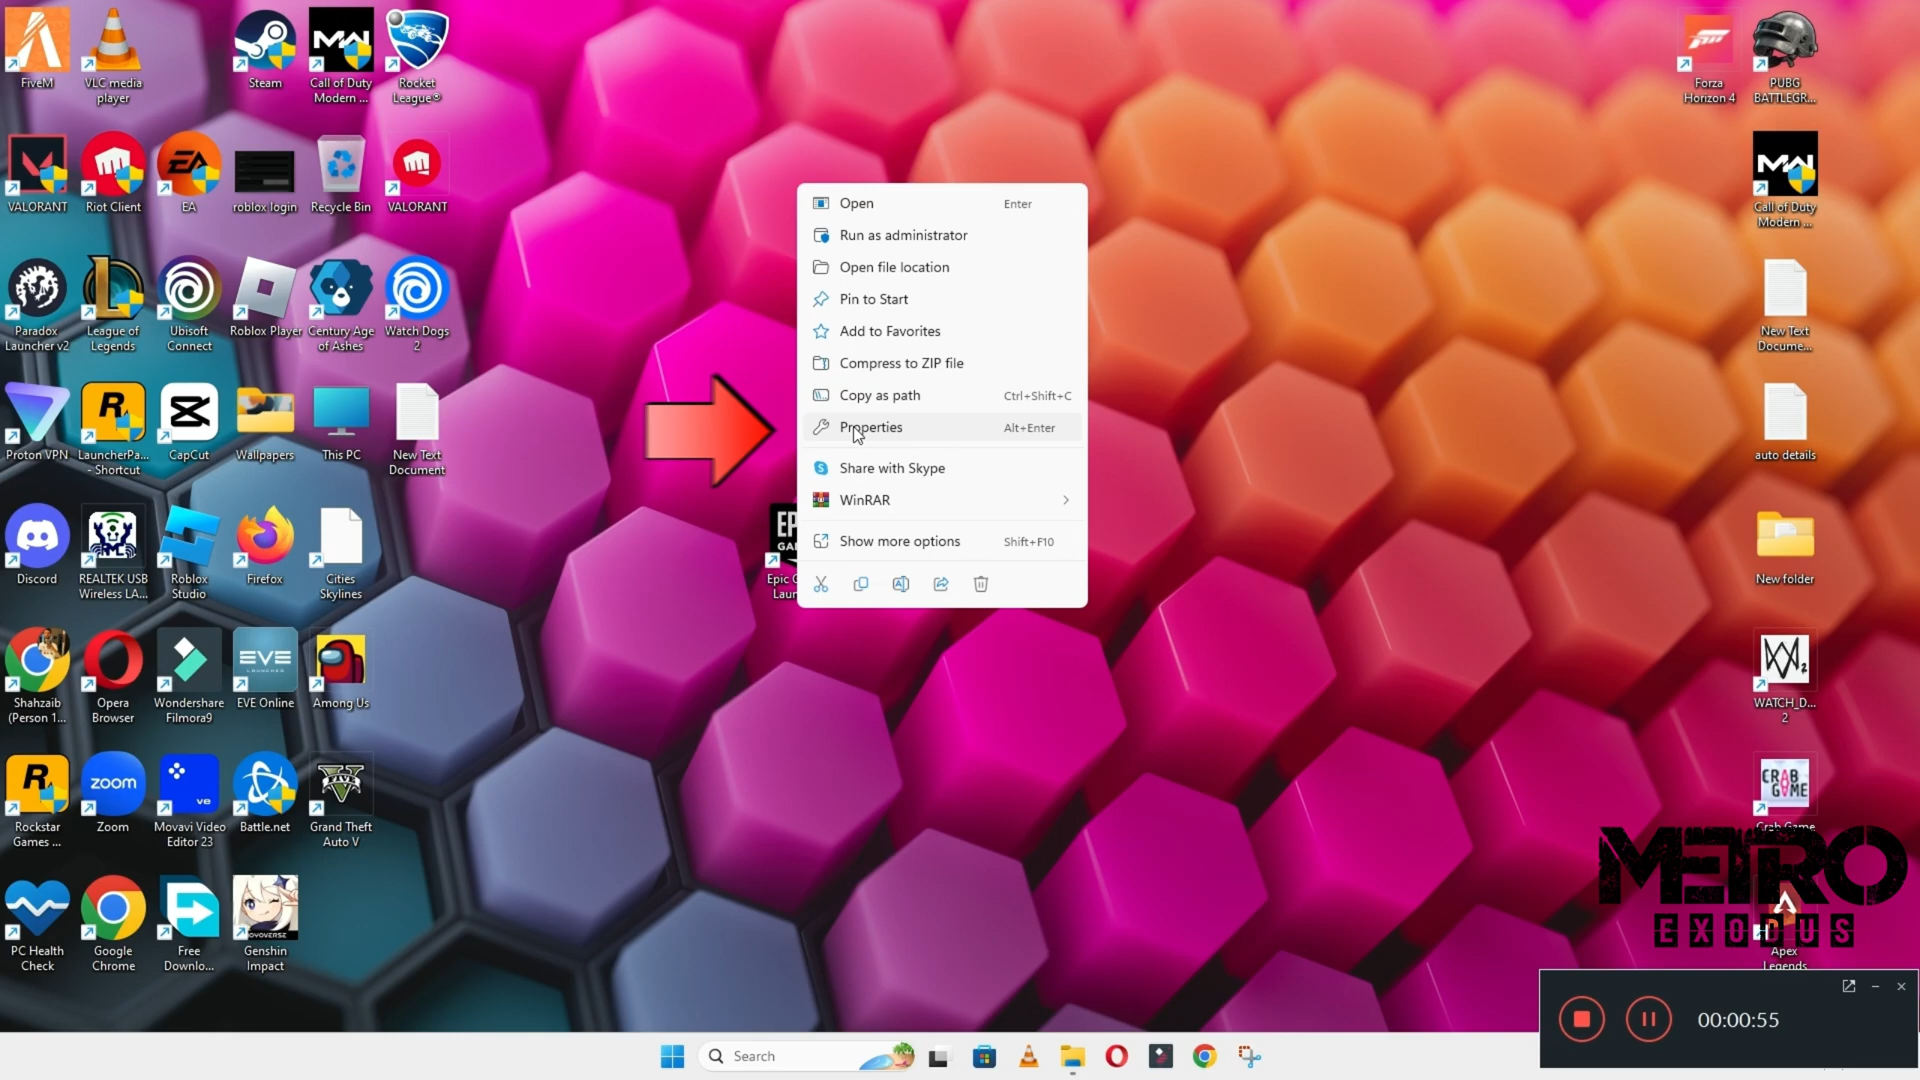 FiveM
VLC media
player
Steam
Call of Duty
Modern ...
Rocket
League®
Forza
Horizon 4
PUBG
BATTLEGR...
VALORANT
Riot Client
EA
roblox login
Recycle Bin
VALORANT
Call of Duty
Modern ...
Paradox
Launcher v2
League of
Legends
Ubisoft
Connect
Roblox Player
Century Age
of Ashes
Watch Dogs
2
New Text
Docume...
Proton VPN
LauncherPa...
- Shortcut
CapCut
Wallpapers
This PC
New Text
Document
auto details
Discord
REALTEK USB
Wireless LA...
Roblox
Studio
Firefox
Cities
Skylines
New folder
Shahzaib
(Person 1...
Opera
Browser
Wondershare
Filmora9
EVE
EVE Online
Among Us
WATCH_D...
2
Rockstar
Games ...
zoom
Zoom
ve
Movavi Video
Editor 23
Battle.net
Grand Theft
Auto V
CRAB
GAME
Crab Game
PC Health
Check
Google
Chrome
Free
Downlo...
Genshin
Impact
Apex
Legends
Open Enter
Run as administrator
Open file location
Pin to Start
Add to Favorites
Compress to ZIP file
Copy as path Ctrl+Shift+C
Properties Alt+Enter
Share with Skype
WinRAR
Show more options Shift+F10
METRO
EXODUS
00:00:55
Search